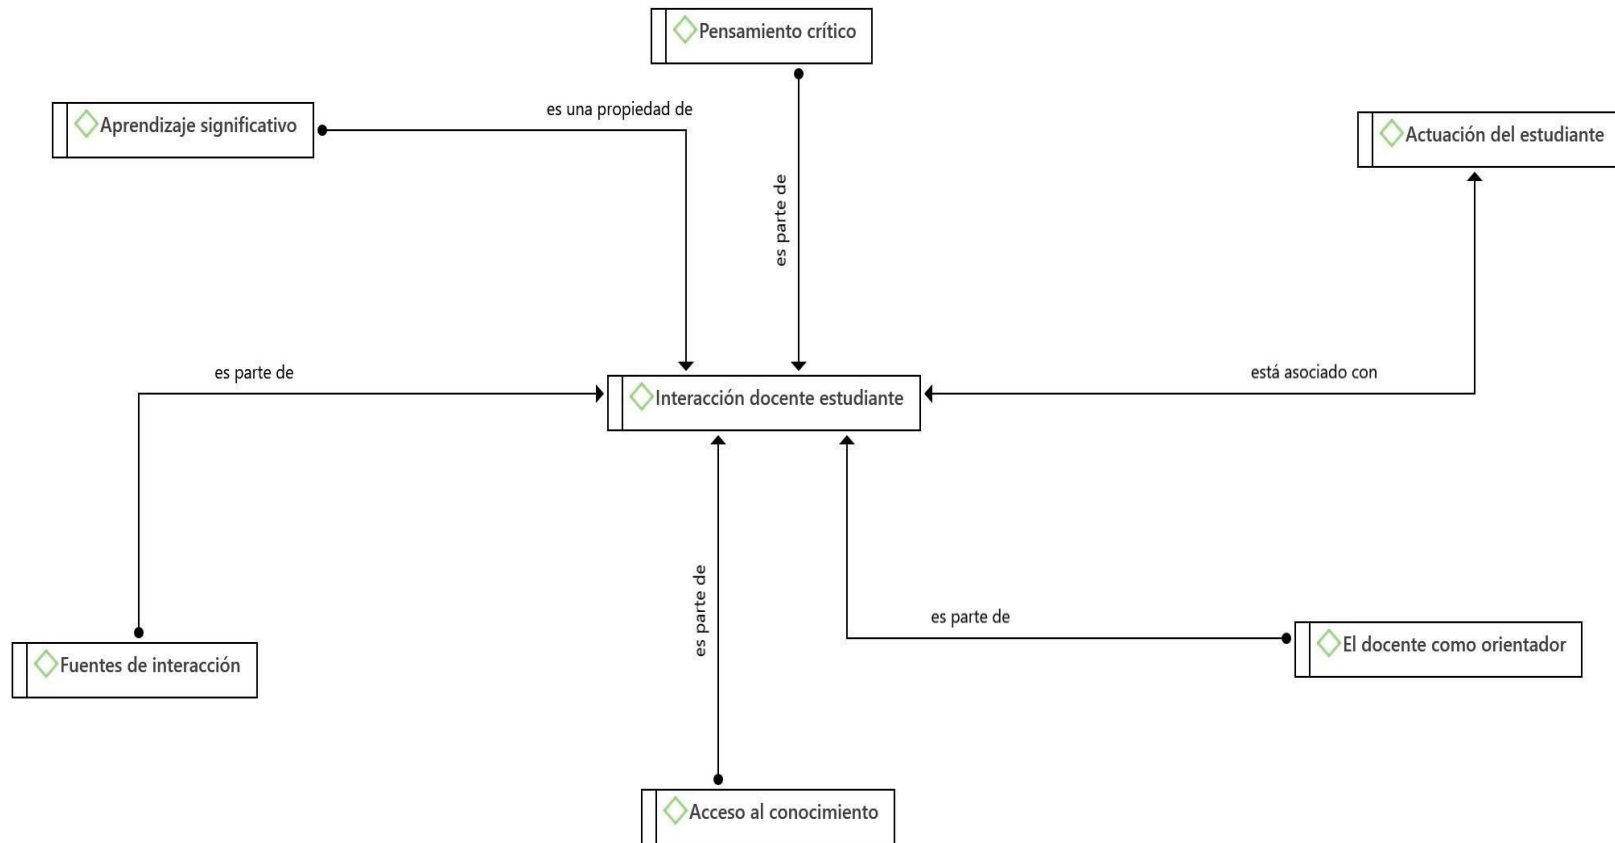 Pensamiento crítico
es una propiedad de
Aprendizaje significativo
Actuación del estudiante
es parte de
es parte de
está asociado con
Interacción docente estudiante
es parte de
es parte de
Fuentes de interacción
El docente como orientador
Acceso al conocimiento